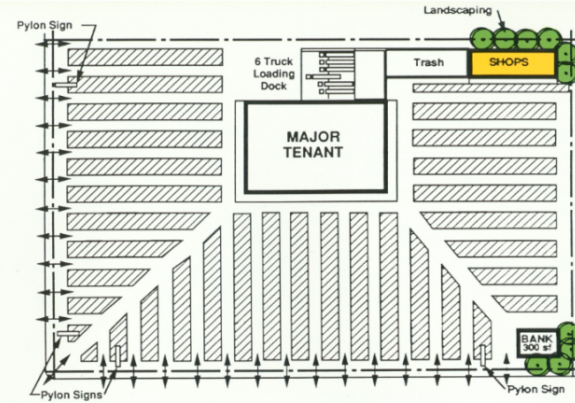 Landscaping
Pylon Sign
6 Truck
Loading
Dock
Trash
SHOPS
MAJOR
TENANT
BANK
300 sf
Pylon Signs
Pylon Sign